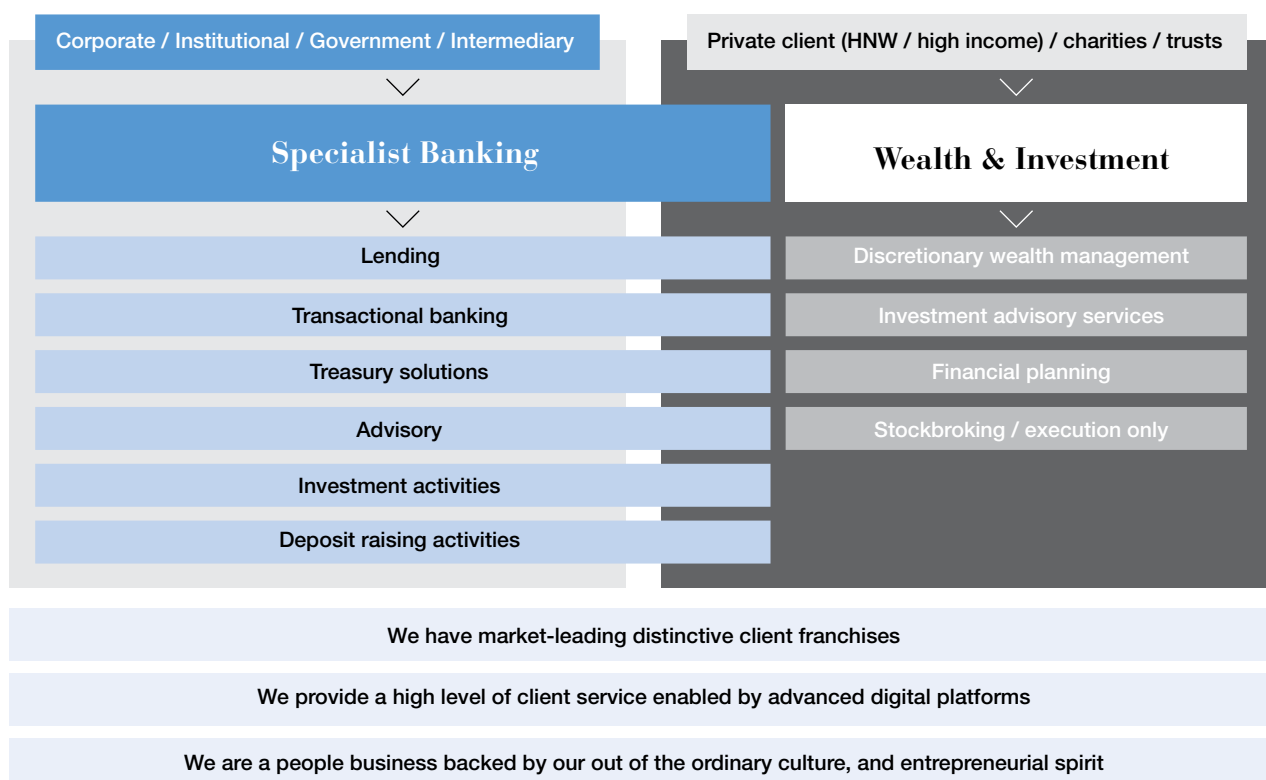 Corporate / Institutional / Government / Intermediary
Private client (HNW / high income) / charities / trusts
Specialist Banking
Wealth & Investment
Lending
Discretionary wealth management
Transactional banking
Investment advisory services
Treasury solutions
Financial planning
Advisory
Stockbroking / execution only
Investment activities
Deposit raising activities
We have market-leading distinctive client franchises
We provide a high level of client service enabled by advanced digital platforms
We are a people business backed by our out of the ordinary culture, and entrepreneurial spirit